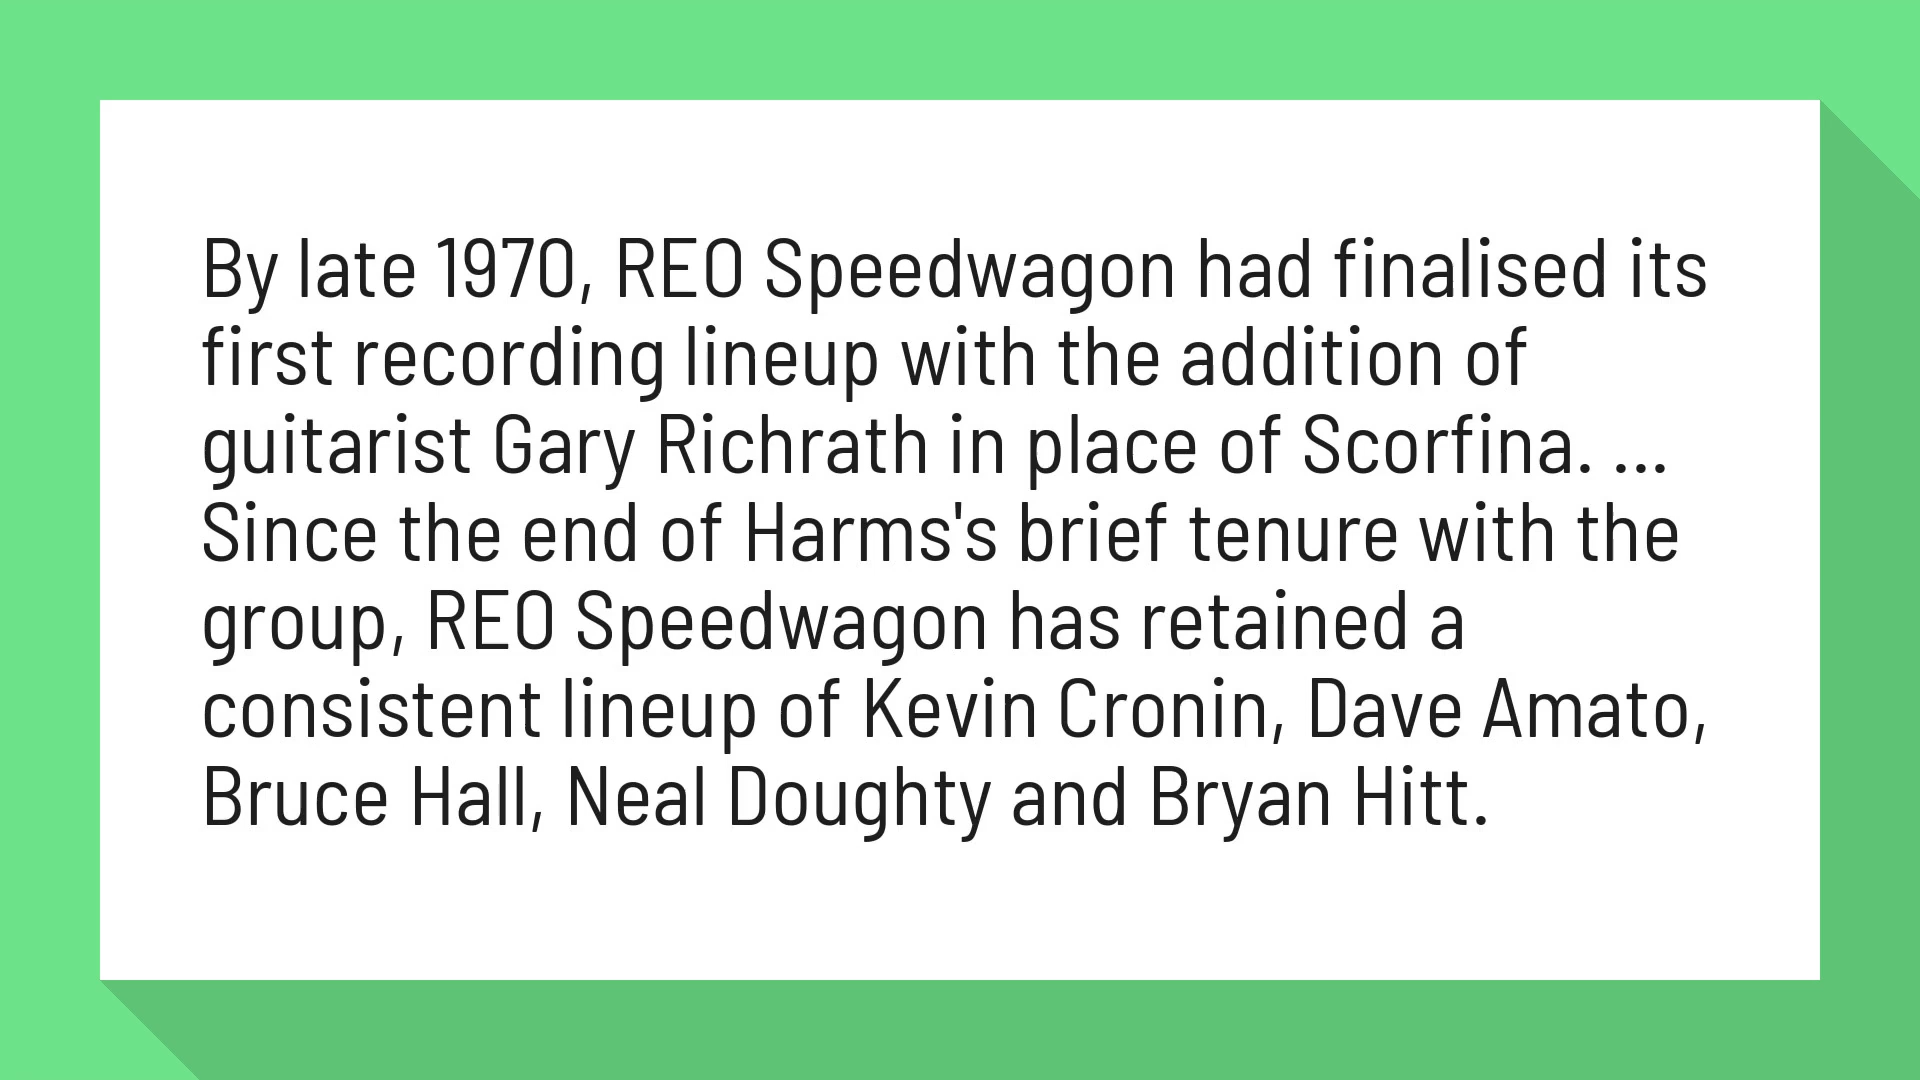 By late 1970, REO Speedwagon had finalised its
first recording lineup with the addition of
guitarist Gary Richrath in place of Scorfina. ...
Since the end of Harms's brief tenure with the
group, REO Speedwagon has retained a
consistent lineup of Kevin Cronin, Dave Amato,
Bruce Hall, Neal Doughty and Bryan Hitt.